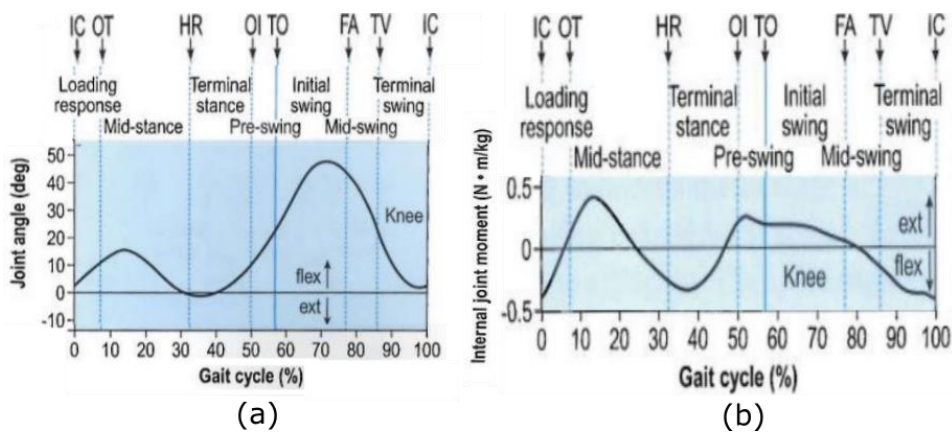 IC OT HR OI TO FA TV IC
Loading response
Mid-stance
Terminal stance
Pre-swing
Initial swing
Mid-swing
Terminal swing
Joint angle (deg)
50
40
30
20
10
0
-10
Knee
flex
ext
0 10 20 30 40 50 60 70 80 90 100
Gait cycle (%)
(a)
IC OT HR OI TO FA TV IC
Loading response
Mid-stance
Terminal stance
Pre-swing
Initial swing
Mid-swing
Terminal swing
Internal joint moment (N • m/kg)
0.5
0
-0.5
ext
flex
Knee
0 10 20 30 40 50 60 70 80 90 100
Gait cycle (%)
(b)